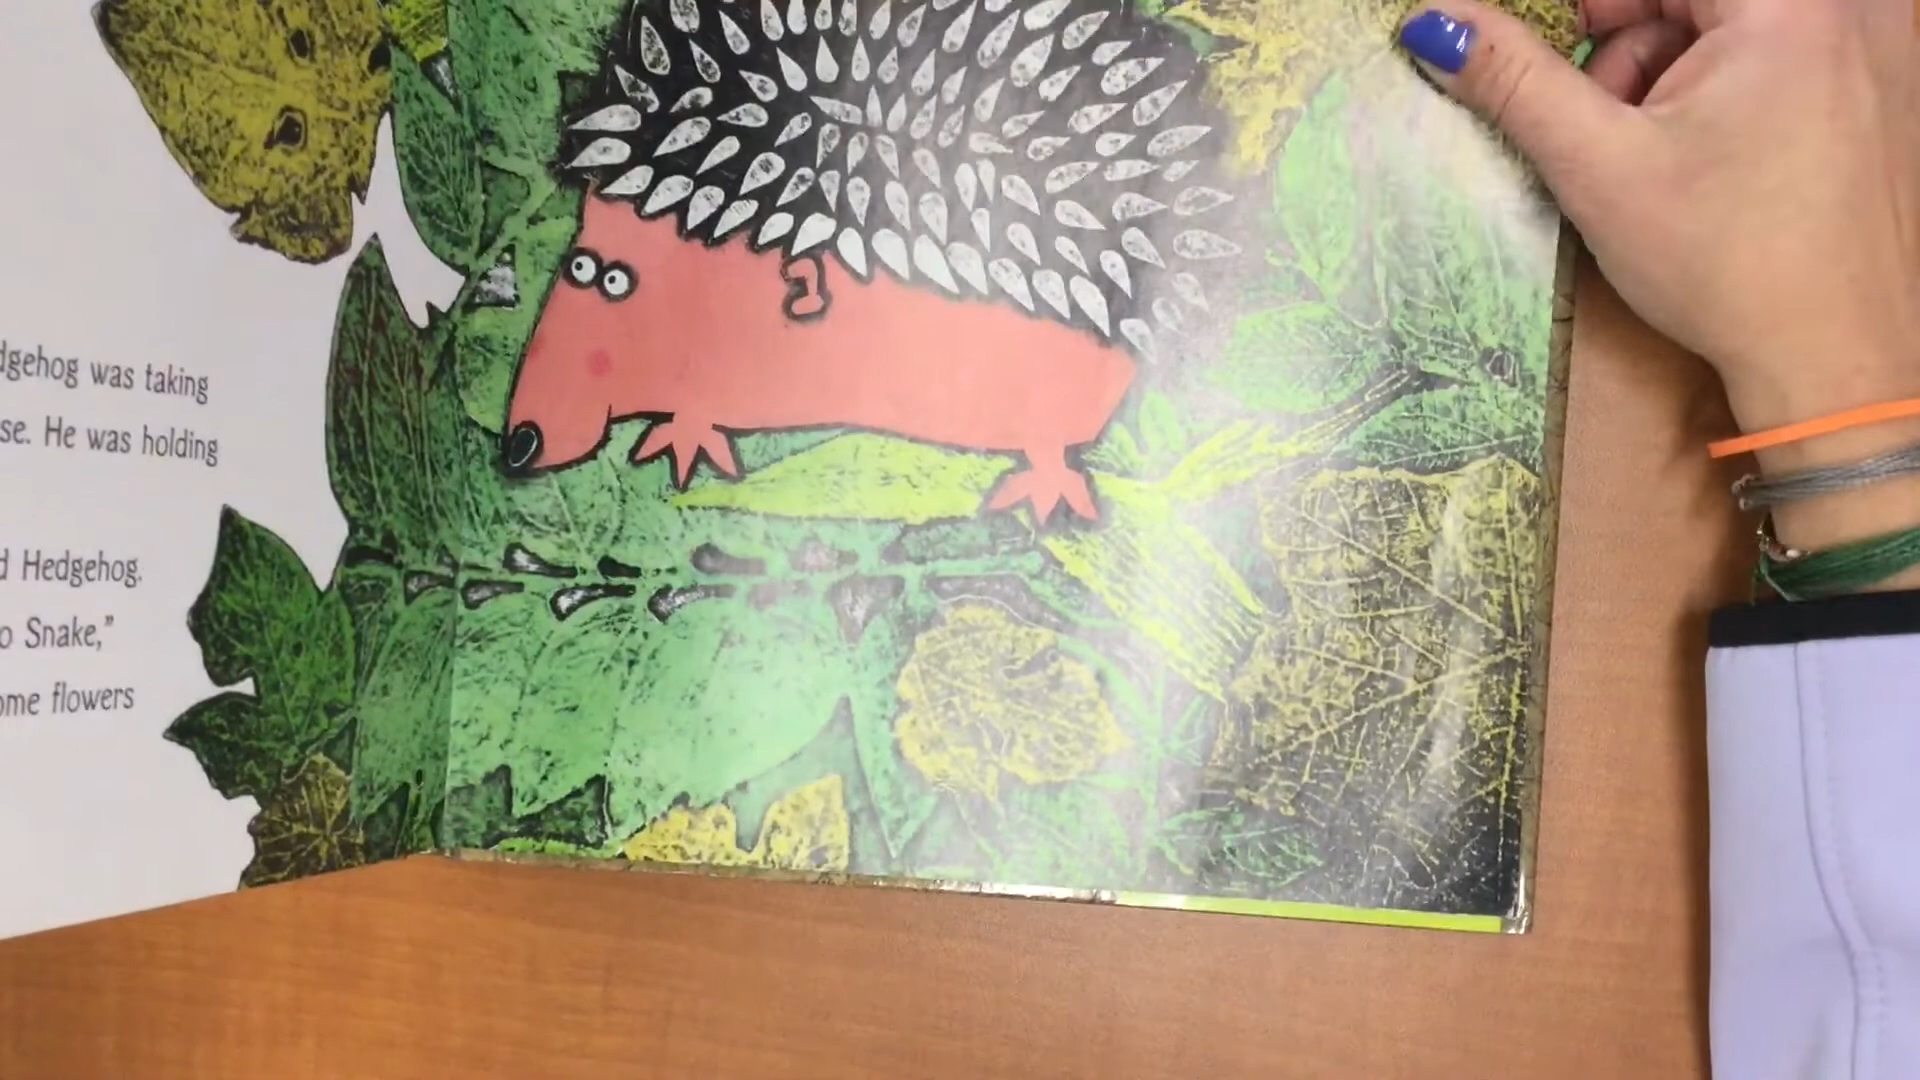 dgehog was taking
se. He was holding
d Hedgehog.
o Snake,"
ome flowers